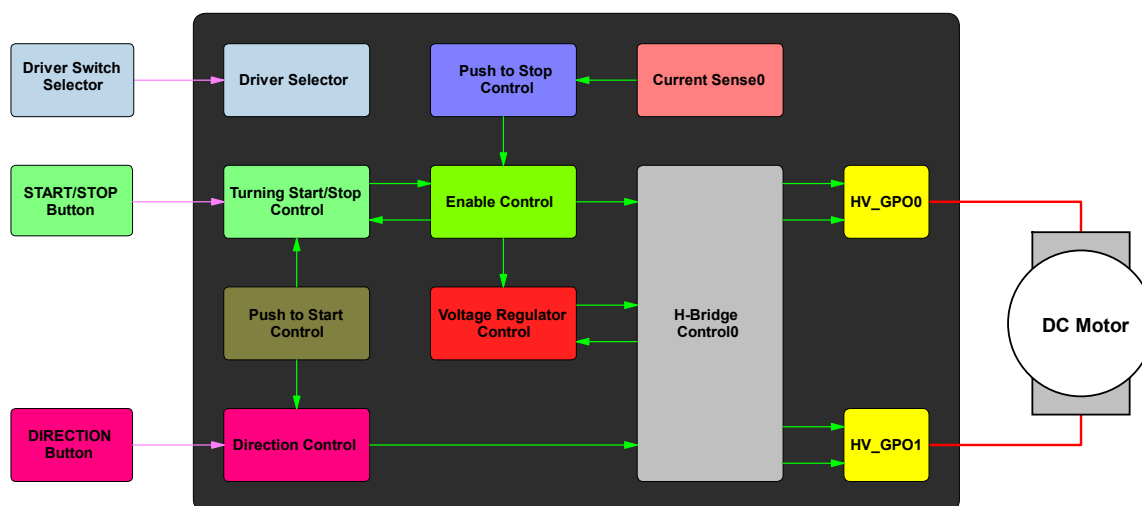 Driver Switch
Selector
Driver Selector
Push to Stop
Control
Current Sense0
START/STOP
Button
Turning Start/Stop
Control
Enable Control
HV_GPO0
Push to Start
Control
Voltage Regulator
Control
H-Bridge
Control0
DC Motor
DIRECTION
Button
Direction Control
HV_GPO1